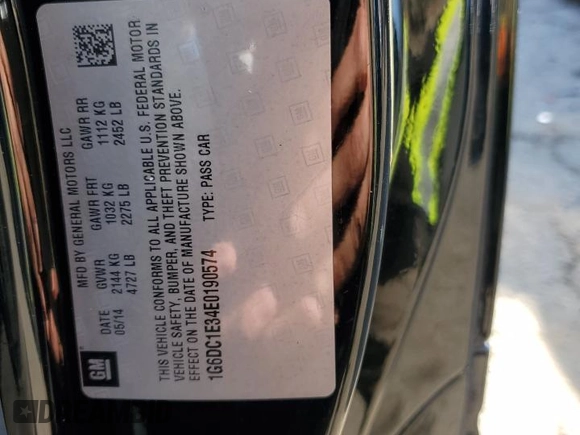 MFD BY GENERAL MOTORS LLC
DATE GVWR GAWR FRT GAWR RR
05/14 2144 KG 1032 KG 1112 KG
4727 LB 2275 LB 2452 LB
THIS VEHICLE CONFORMS TO ALL APPLICABLE U.S. FEDERAL MOTOR
VEHICLE SAFETY, BUMPER, AND THEFT PREVENTION STANDARDS IN
EFFECT ON THE DATE OF MANUFACTURE SHOWN ABOVE.
1G6DC1E34E0190574 TYPE: PASS CAR
GM